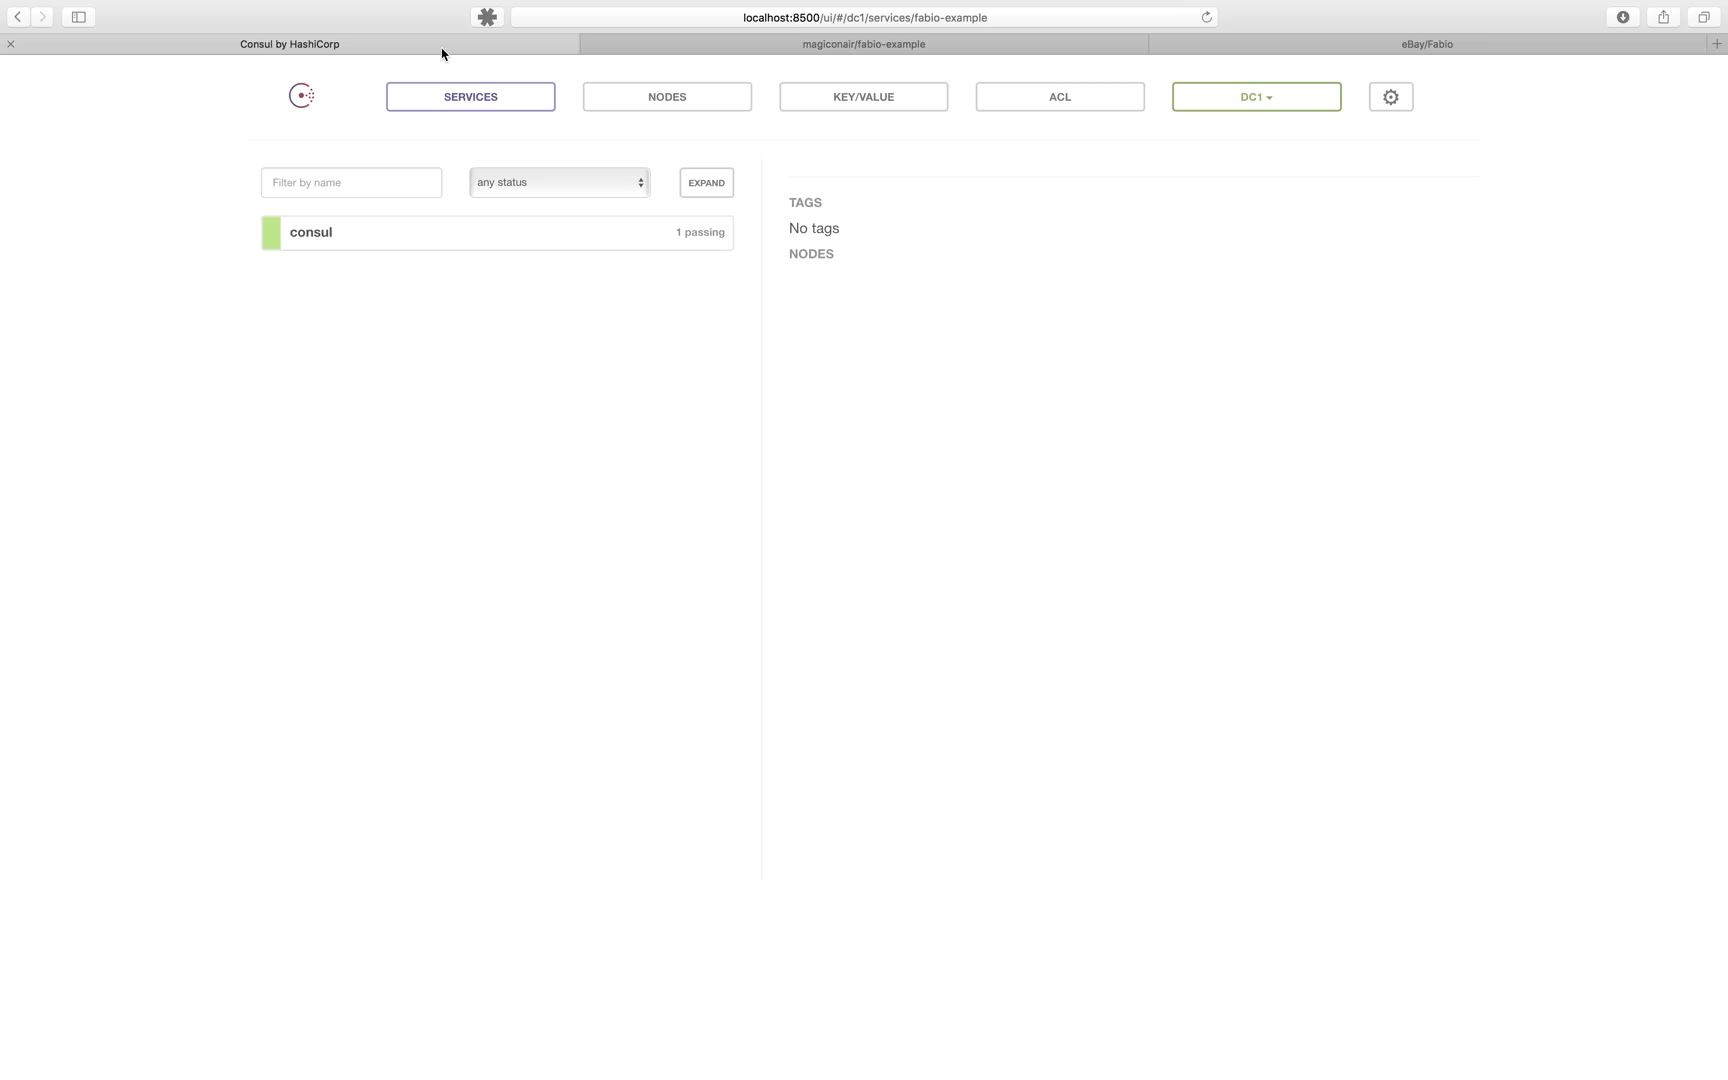 localhost:8500/ui/#/dc1/services/fabio-example
Consul by HashiCorp
magiconair/fabio-example
eBay/Fabio
SERVICES
NODES
KEY/VALUE
ACL
DC1
Filter by name
any status
EXPAND
consul
1 passing
TAGS
No tags
NODES